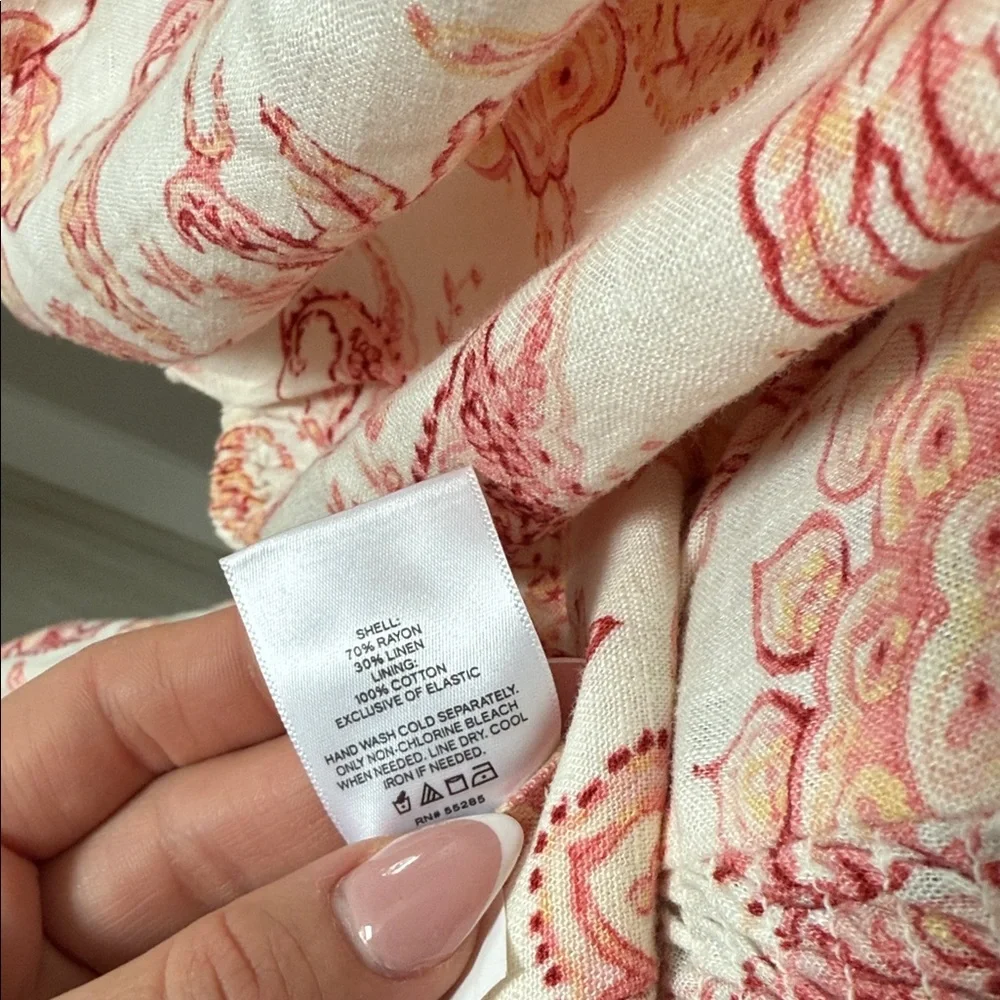 SHELL:
70% RAYON
30% LINEN
LINING:
100% COTTON
EXCLUSIVE OF ELASTIC
HAND WASH COLD SEPARATELY.
ONLY NON-CHLORINE BLEACH
WHEN NEEDED. LINE DRY. COOL
IRON IF NEEDED.
RN# 55285